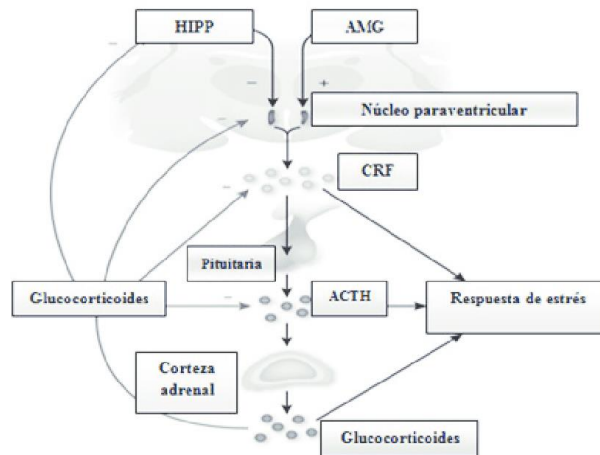 HIPP
AMG
−
−
+
Núcleo paraventricular
−
CRF
−
Pituitaria
Glucocorticoides
−
ACTH
Respuesta de estrés
Corteza
adrenal
Glucocorticoides